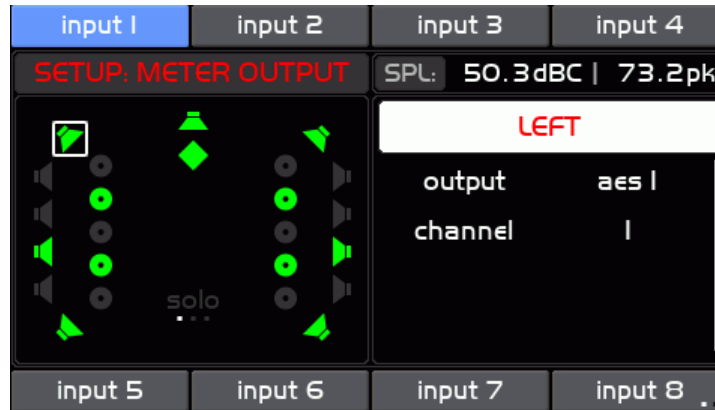 input 1 input 2 input 3 input 4
SETUP: METER OUTPUT SPL: 50.3dBC | 73.2pk
LEFT
output aes 1
channel 1
solo
input 5 input 6 input 7 input 8